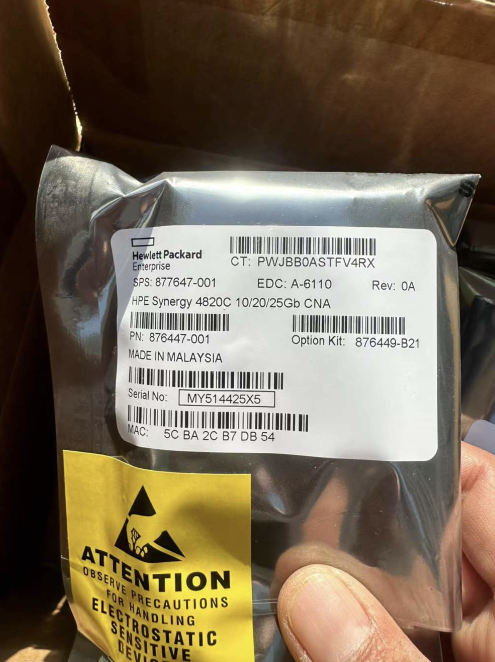 Hewlett Packard
Enterprise
CT: PWJBB0ASTFV4RX
SPS: 877647-001 EDC: A-6110 Rev: 0A
HPE Synergy 4820C 10/20/25Gb CNA
PN: 876447-001 Option Kit: 876449-B21
MADE IN MALAYSIA
Serial No: MY514425X5
MAC: 5C BA 2C B7 DB 54
ATTENTION
OBSERVE PRECAUTIONS
FOR HANDLING
ELECTROSTATIC
SENSITIVE